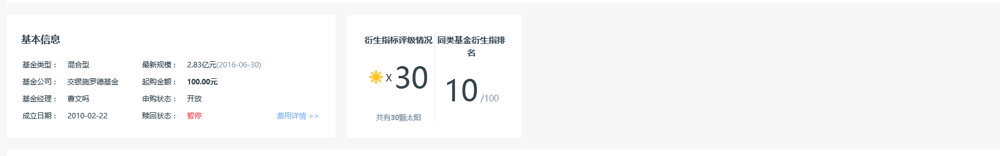 基本信息
基金类型： 混合型 最新规模： 2.83亿元(2016-06-30)
基金公司： 交银施罗德基金 起购金额： 100.00元
基金经理： 曹文吗 申购状态： 开放
成立日期： 2010-02-22 赎回状态： 暂停 费用详情 >>
衍生指标评级情况
x 30
共有30颗太阳
同类基金衍生指排
名
10 /100